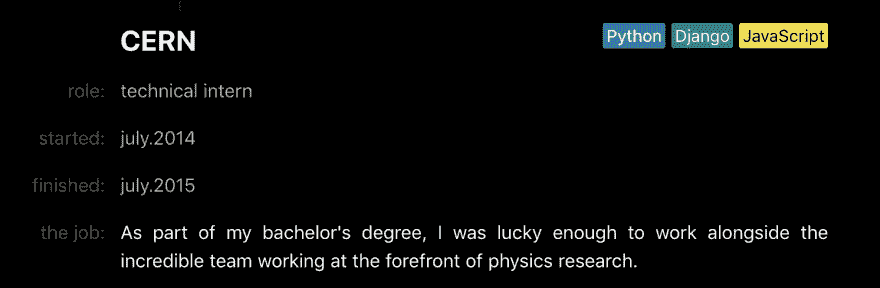 CERN Python Django JavaScript
role: technical intern
started: july.2014
finished: july.2015
the job: As part of my bachelor's degree, I was lucky enough to work alongside the
incredible team working at the forefront of physics research.